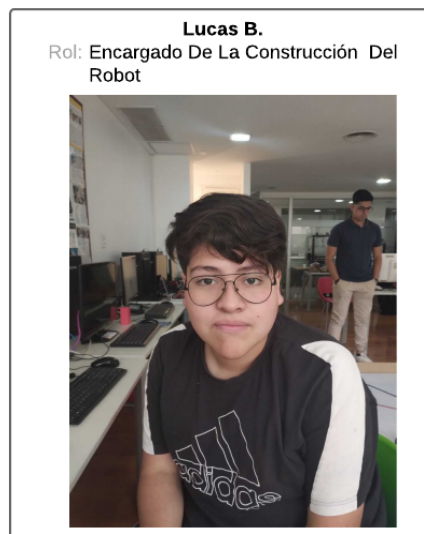 Lucas B.
Rol: Encargado De La Construcción Del
Robot
adidas